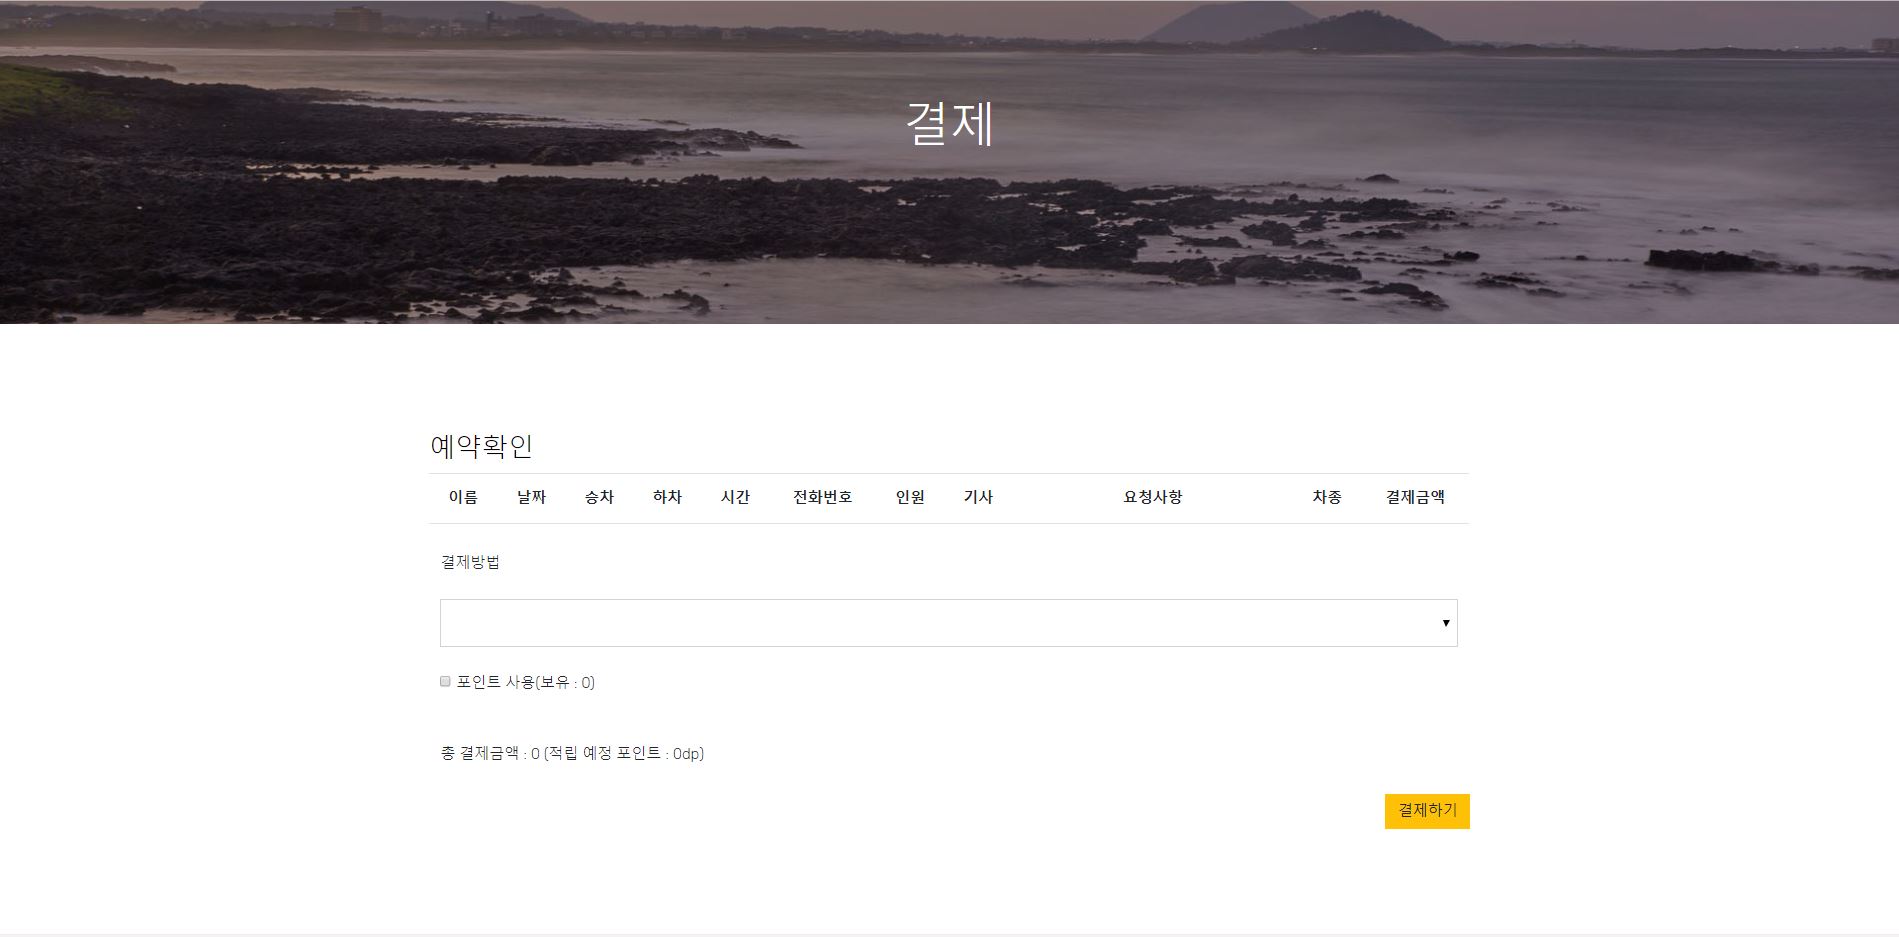 결제
예약확인
이름 날짜 승차 하차 시간 전화번호 인원 기사 요청사항 차종 결제금액
결제방법
포인트 사용(보유 : 0)
총 결제금액 : 0 (적립 예정 포인트 : 0dp)
결제하기